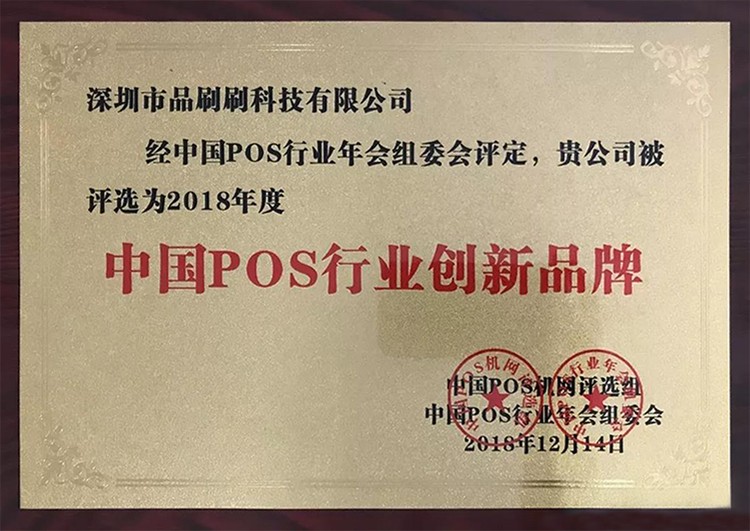 深圳市品刷刷科技有限公司
经中国POS行业年会组委会评定，贵公司被
评选为2018年度
中国POS行业创新品牌
中国POS机网评选组
中国POS行业年会组委会
2018年12月14日